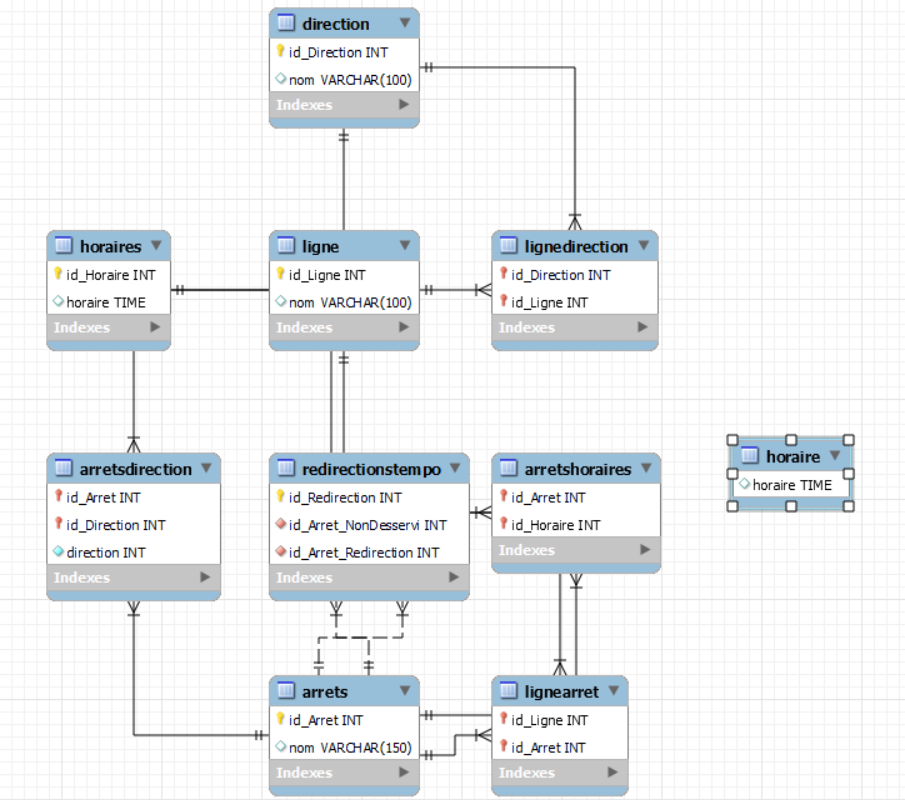 direction
id_Direction INT
nom VARCHAR(100)
Indexes
horaires
id_Horaire INT
horaire TIME
Indexes
ligne
id_Ligne INT
nom VARCHAR(100)
Indexes
lignedirection
id_Direction INT
id_Ligne INT
Indexes
arretsdirection
id_Arret INT
id_Direction INT
direction INT
Indexes
redirectionstempo
id_Redirection INT
id_Arret_NonDesservi INT
id_Arret_Redirection INT
Indexes
arretshoraires
id_Arret INT
id_Horaire INT
Indexes
horaire
horaire TIME
arrets
id_Arret INT
nom VARCHAR(150)
Indexes
lignearret
id_Ligne INT
id_Arret INT
Indexes